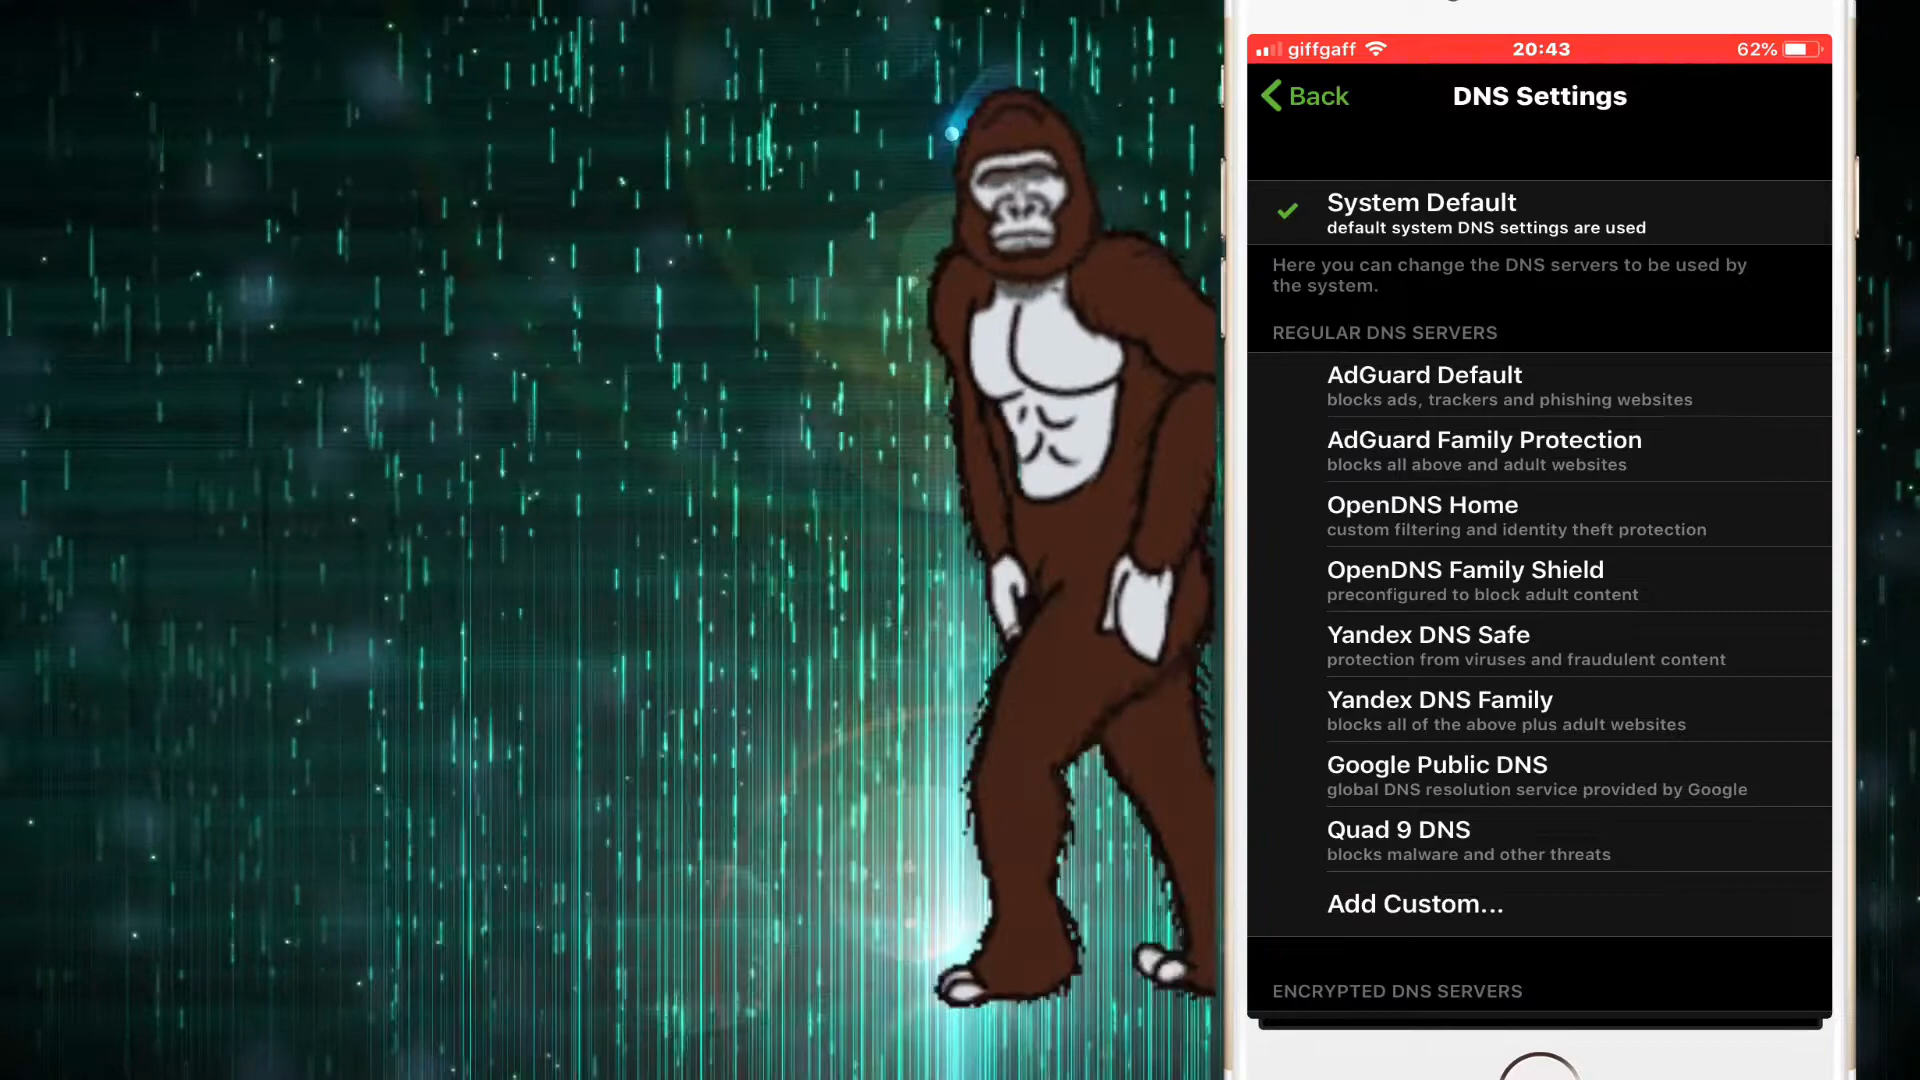 giffgaff 20:43 62%
Back DNS Settings
System Default
default system DNS settings are used
Here you can change the DNS servers to be used by
the system.
REGULAR DNS SERVERS
AdGuard Default
blocks ads, trackers and phishing websites
AdGuard Family Protection
blocks all above and adult websites
OpenDNS Home
custom filtering and identity theft protection
OpenDNS Family Shield
preconfigured to block adult content
Yandex DNS Safe
protection from viruses and fraudulent content
Yandex DNS Family
blocks all of the above plus adult websites
Google Public DNS
global DNS resolution service provided by Google
Quad 9 DNS
blocks malware and other threats
Add Custom...
ENCRYPTED DNS SERVERS